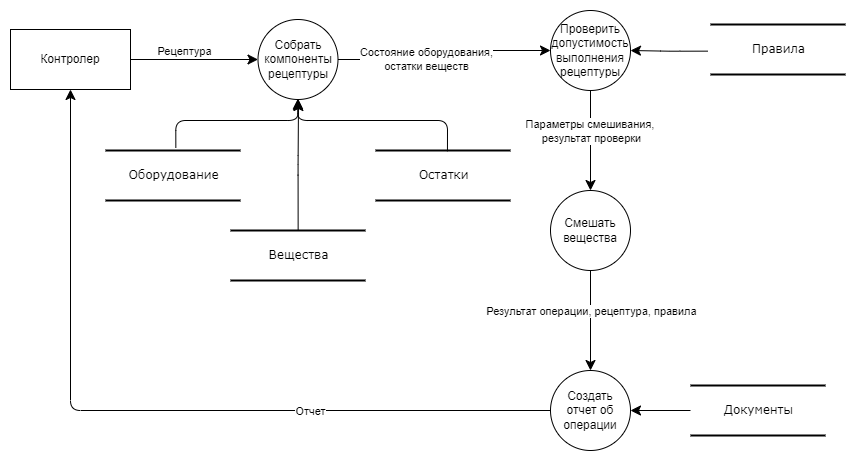 Контролер
Рецептура
Собрать
компоненты
рецептуры
Состояние оборудования,
остатки веществ
Проверить
допустимость
выполнения
рецептуры
Правила
Оборудование
Вещества
Остатки
Параметры смешивания,
результат проверки
Смешать
вещества
Результат операции, рецептура, правила
Создать
отчет об
операции
Документы
Отчет